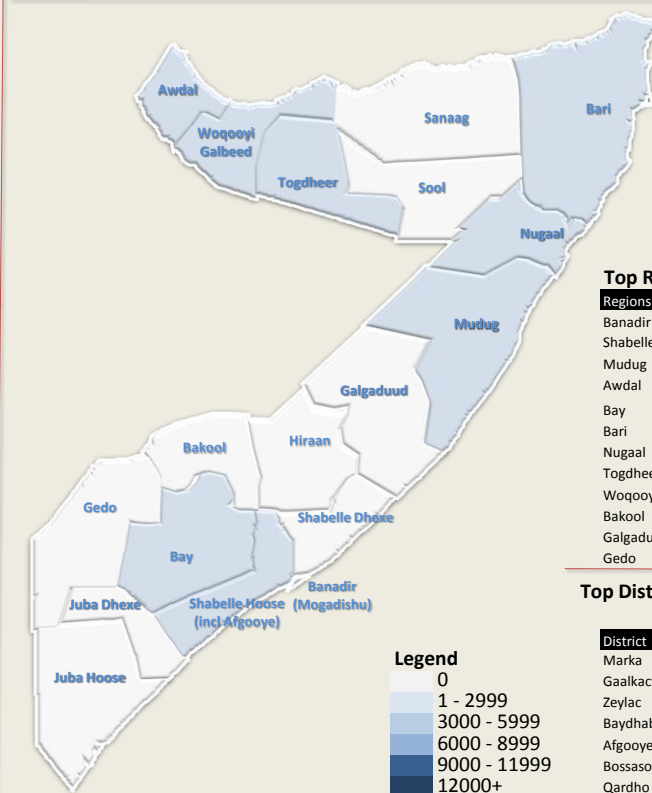 Awdal
Woqooyi
Galbeed
Togdheer
Sanaag
Sool
Bari
Nugaal
Mudug
Galgaduud
Hiraan
Bakool
Gedo
Bay
Shabelle Dhexe
Juba Dhexe
Shabelle Hoose
(incl Afgooye)
Banadir
(Mogadishu)
Juba Hoose
Legend
0
1 - 2999
3000 - 5999
6000 - 8999
9000 - 11999
12000+
Top R
Regions
Banadir
Shabelle
Mudug
Awdal
Bay
Bari
Nugaal
Togdhee
Woqooy
Bakool
Galgadu
Gedo
Top Dist
District
Marka
Gaalkac
Zeylac
Baydhab
Afgooye
Bossaso
Qardho